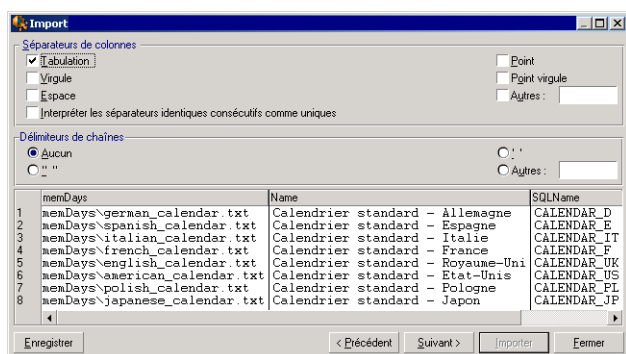 Import
Séparateurs de colonnes
Tabulation
Point
Virgule
Point virgule
Espace
Autres :
Interpréter les séparateurs identiques consécutifs comme uniques
Délimiteurs de chaînes
Aucun
' '
" "
Autres :
memDays Name SQLName
1 memDays\german_calendar.txt Calendrier standard - Allemagne CALENDAR_D
2 memDays\spanish_calendar.txt Calendrier standard - Espagne CALENDAR_E
3 memDays\italian_calendar.txt Calendrier standard - Italie CALENDAR_IT
4 memDays\french_calendar.txt Calendrier standard - France CALENDAR_F
5 memDays\english_calendar.txt Calendrier standard - Royaume-Uni CALENDAR_UK
6 memDays\american_calendar.txt Calendrier standard - Etat-Unis CALENDAR_US
7 memDays\polish_calendar.txt Calendrier standard - Pologne CALENDAR_PL
8 memDays\japanese_calendar.txt Calendrier standard - Japon CALENDAR_JP
Enregistrer < Précédent Suivant > Importer Fermer